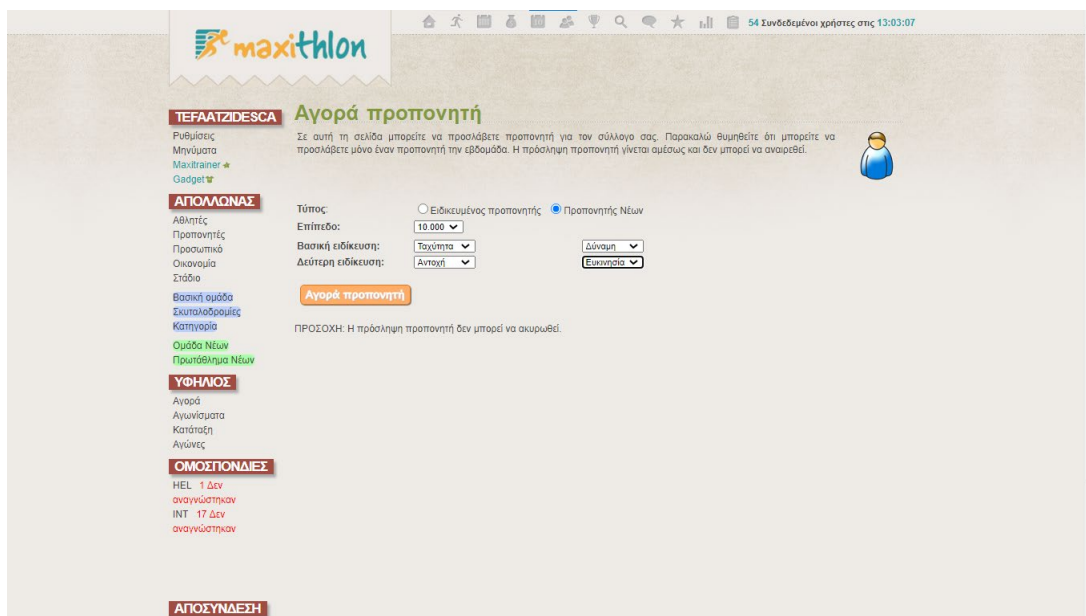 54 Συνδεδεμένοι χρήστες στις 13:03:07
maxithlon
TEFAATZIDESCA
Ρυθμίσεις
Μηνύματα
Maxitrainer
Gadget
ΑΠΟΛΛΩΝΑΣ
Αθλητές
Προπονητές
Προσωπικό
Οικονομία
Στάδιο
Βασική ομάδα
Σκυταλοδρομίες
Κατηγορία
Ομάδα Νέων
Πρωτάθλημα Νέων
ΥΦΗΛΙΟΣ
Αγορά
Αγωνίσματα
Κατάταξη
Αγώνες
ΟΜΟΣΠΟΝΔΙΕΣ
HEL 1 Δεν
αναγνώστηκαν
INT 17 Δεν
αναγνώστηκαν
ΑΠΟΣΥΝΔΕΣΗ
Αγορά προπονητή
Σε αυτή τη σελίδα μπορείτε να προσλάβετε προπονητή για τον σύλλογο σας. Παρακαλώ θυμηθείτε ότι μπορείτε να
προσλάβετε μόνο έναν προπονητή την εβδομάδα. Η πρόσληψη προπονητή γίνεται αμέσως και δεν μπορεί να αναιρεθεί.
Τύπος: Ειδικευμένος προπονητής Προπονητής Νέων
Επίπεδο: 10.000
Βασική ειδίκευση: Ταχύτητα Δύναμη
Δεύτερη ειδίκευση: Αντοχή Ευκινησία
Αγορά προπονητή
ΠΡΟΣΟΧΗ: Η πρόσληψη προπονητή δεν μπορεί να ακυρωθεί.